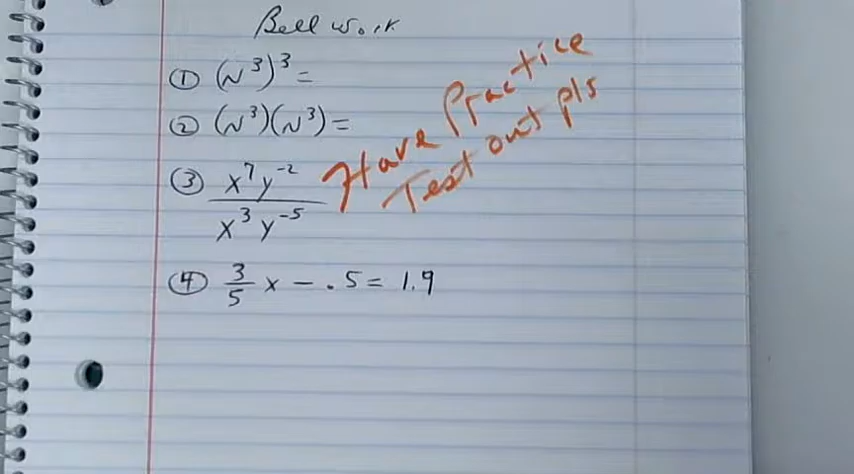 Bell work
① (N³)³ =
② (N³)(N³) =
③ x⁷y⁻²
x³y⁻⁵
④ 3/5 x - .5 = 1.9
Have Practice
Test out pls